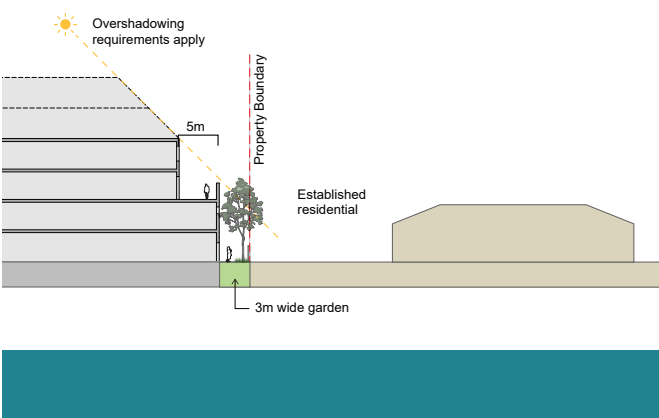 Overshadowing
requirements apply
Property Boundary
5m
Established
residential
3m wide garden